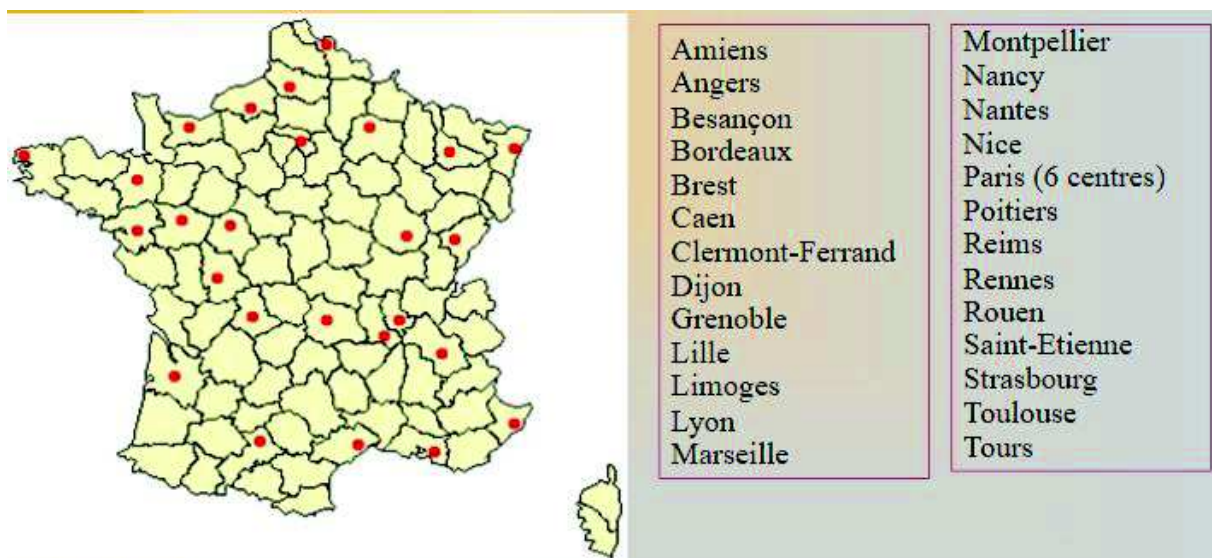 Amiens
Angers
Besançon
Bordeaux
Brest
Caen
Clermont-Ferrand
Dijon
Grenoble
Lille
Limoges
Lyon
Marseille
Montpellier
Nancy
Nantes
Nice
Paris (6 centres)
Poitiers
Reims
Rennes
Rouen
Saint-Etienne
Strasbourg
Toulouse
Tours